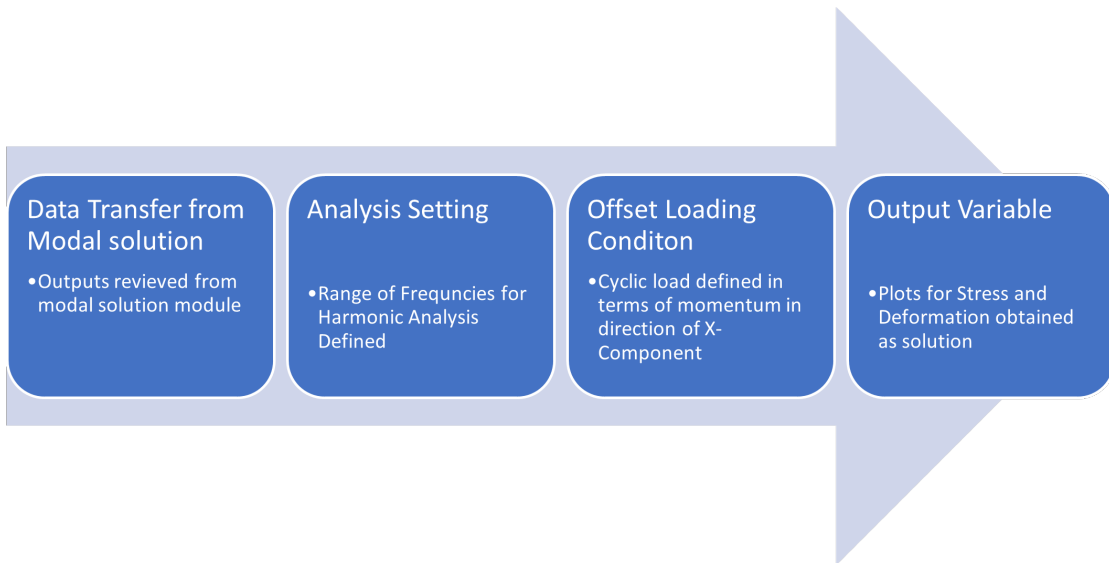 Data Transfer from
Modal solution
•Outputs revieved from
modal solution module
Analysis Setting
•Range of Frequncies for
Harmonic Analysis
Defined
Offset Loading
Conditon
•Cyclic load defined in
terms of momentum in
direction of X-
Component
Output Variable
•Plots for Stress and
Deformation obtained
as solution